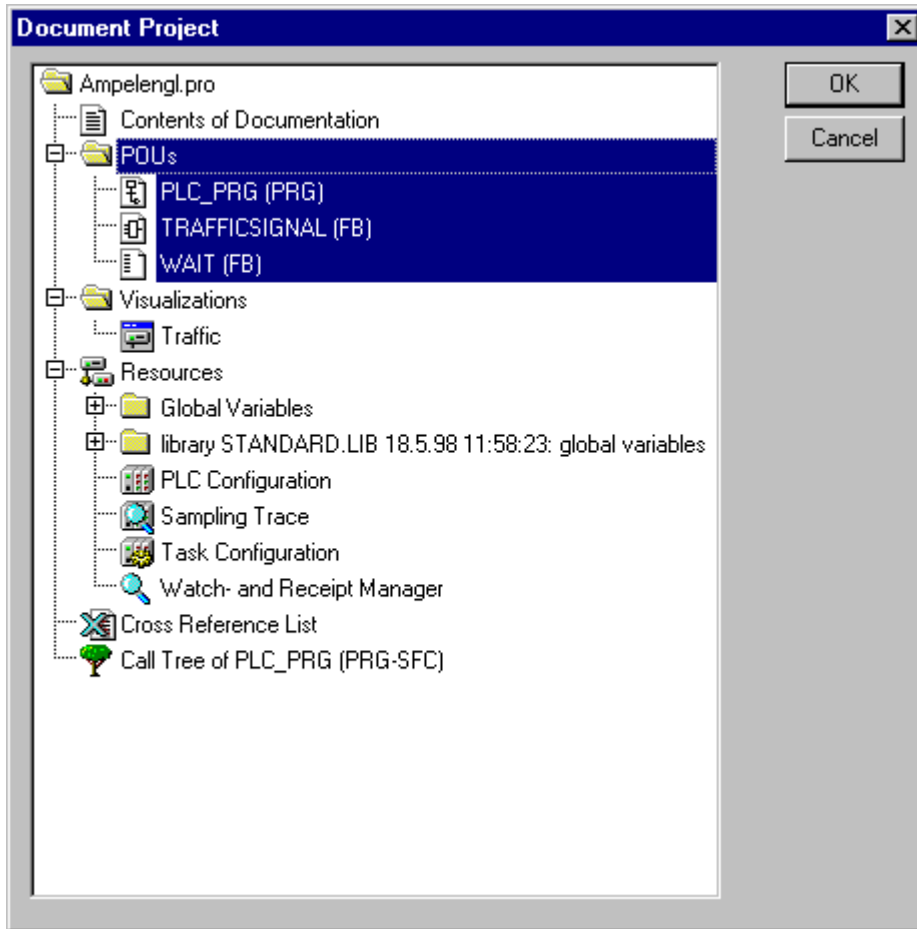 Document Project
Ampelengl.pro
OK
Contents of Documentation
Cancel
POUs
PLC_PRG (PRG)
TRAFFICSIGNAL (FB)
WAIT (FB)
Visualizations
Traffic
Resources
Global Variables
library STANDARD.LIB 18.5.98 11:58:23: global variables
PLC Configuration
Sampling Trace
Task Configuration
Watch- and Receipt Manager
Cross Reference List
Call Tree of PLC_PRG (PRG-SFC)